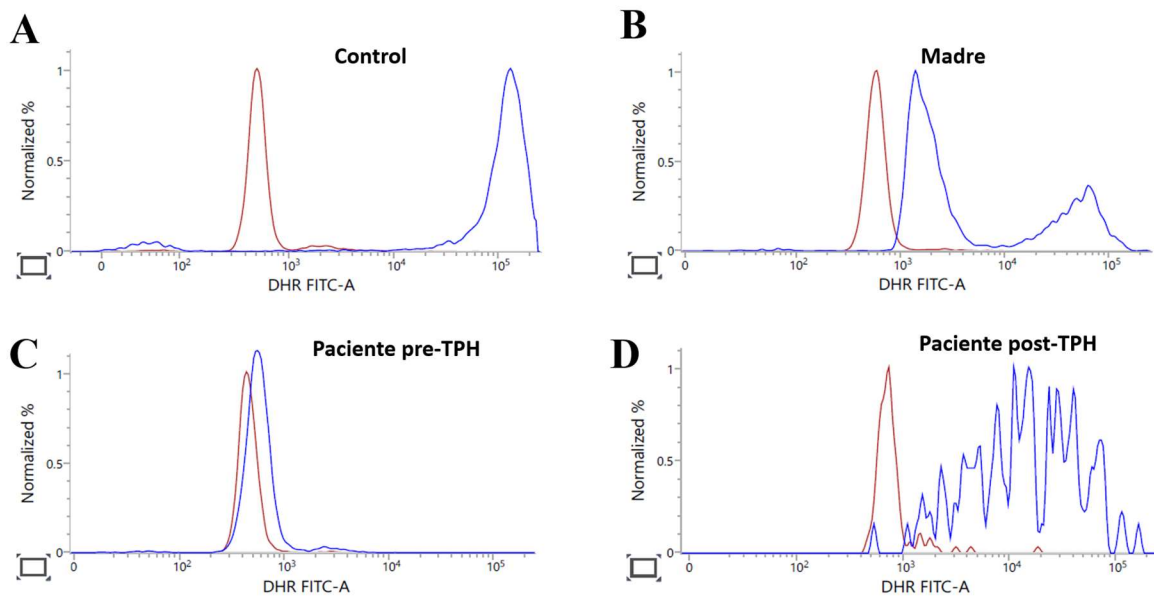 A
Control
Normalized %
1
0.5
0
0 10² 10³ 10⁴ 10⁵
DHR FITC-A
B
Madre
Normalized %
1
0.5
0
0 10² 10³ 10⁴ 10⁵
DHR FITC-A
C
Paciente pre-TPH
Normalized %
1
0.5
0
0 10² 10³ 10⁴ 10⁵
DHR FITC-A
D
Paciente post-TPH
Normalized %
1
0.5
0
0 10² 10³ 10⁴ 10⁵
DHR FITC-A